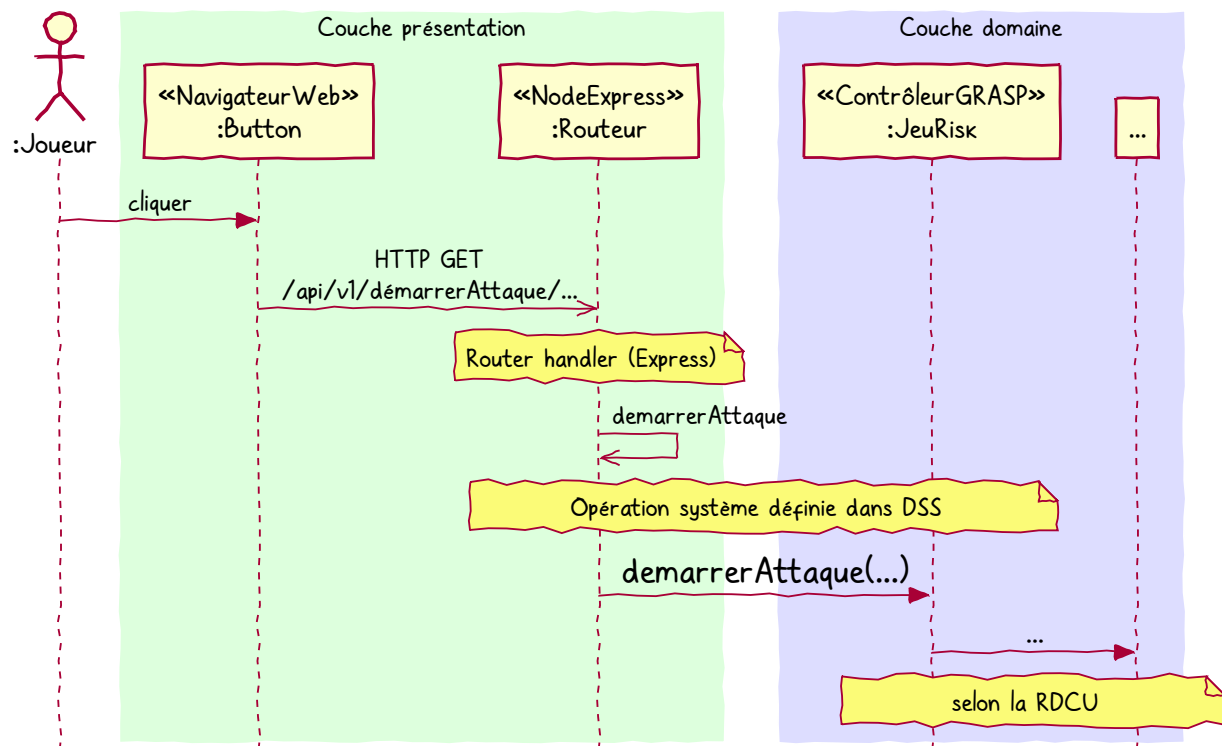 Couche présentation
Couche domaine
:Joueur
«NavigateurWeb»
:Button
«NodeExpress»
:Routeur
«ContrôleurGRASP»
:JeuRisk
...
cliquer
HTTP GET
/api/v1/démarrerAttaque/...
Router handler (Express)
demarrerAttaque
Opération système définie dans DSS
demarrerAttaque(...)
...
selon la RDCU